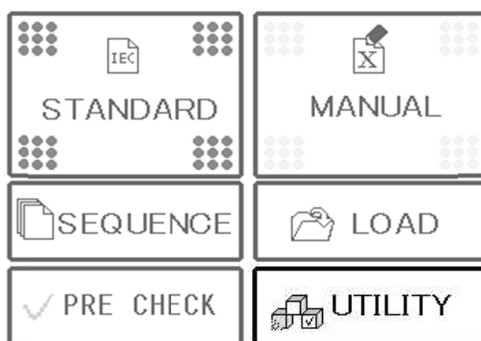 IEC
X
STANDARD
MANUAL
SEQUENCE
LOAD
PRE CHECK
UTILITY